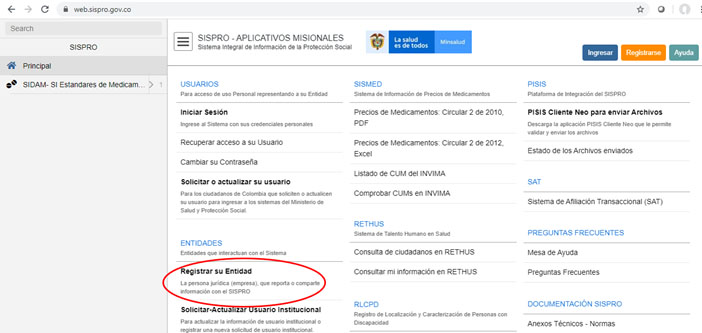 web.sispro.gov.co
Search
SISPRO
Principal
SIDAM- SI Estandares de Medicam...
1
SISPRO - APLICATIVOS MISIONALES
Sistema Integral de Información de la Protección Social
La salud
es de todos
Minsalud
Ingresar
Registrarse
Ayuda
USUARIOS
Para acceso de uso Personal representando a su Entidad
Iniciar Sesión
Ingrese al Sistema con sus credenciales personales
Recuperar acceso a su Usuario
Cambiar su Contraseña
Solicitar o actualizar su usuario
Para los ciudadanos de Colombia que soliciten o actualicen
su usuario para ingresar a los sistemas del Ministerio de
Salud y Protección Social
ENTIDADES
Entidades que interactuan con el Sistema
Registrar su Entidad
La persona jurídica (empresa), que reporta o comparte
información con el SISPRO
Solicitar-Actualizar Usuario Institucional
Para actualizar la información de usuario institucional o
registrar una nueva solicitud de usuario institucional.
SISMED
Sistema de Información de Precios de Medicamentos
Precios de Medicamentos: Circular 2 de 2010,
PDF
Precios de Medicamentos: Circular 2 de 2012,
Excel
Listado de CUM del INVIMA
Comprobar CUMs en INVIMA
RETHUS
Sistema de Talento Humano en Salud
Consulta de ciudadanos en RETHUS
Consultar mi información en RETHUS
RLCPD
Registro de Localización y Caracterización de Personas con
Discapacidad
PISIS
Plataforma de Integración del SISPRO
PISIS Cliente Neo para enviar Archivos
Descarga la aplicación PISIS Cliente Neo que le permite
validar y enviar los archivos
Estado de los Archivos enviados
SAT
Sistema de Afiliación Transaccional (SAT)
PREGUNTAS FRECUENTES
Mesa de Ayuda
Preguntas Frecuentes
DOCUMENTACIÓN SISPRO
Anexos Técnicos - Normas